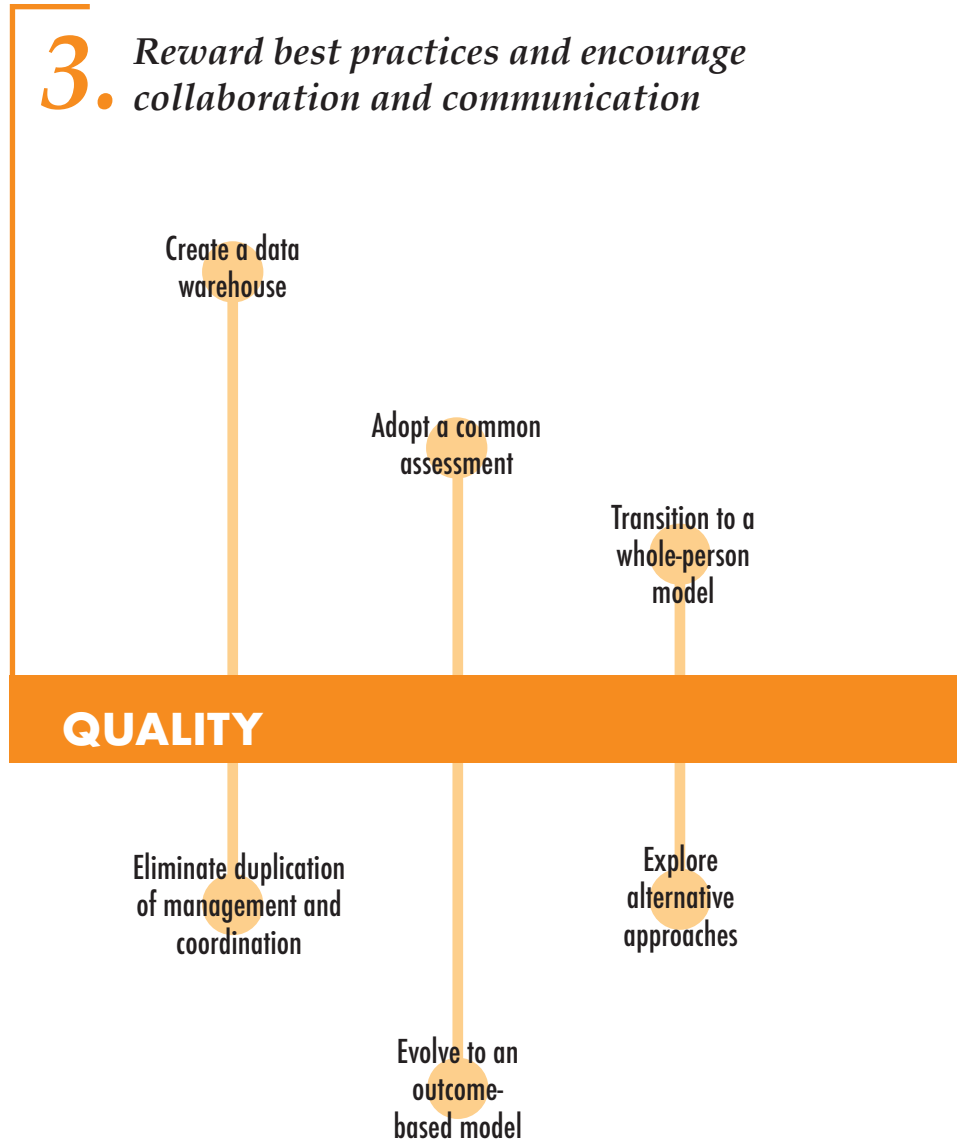 3.
Reward best practices and encourage
collaboration and communication
Create a data
warehouse
Adopt a common
assessment
Transition to a
whole-person
model
QUALITY
Eliminate duplication
of management and
coordination
Explore
alternative
approaches
Evolve to an
outcome-
based model